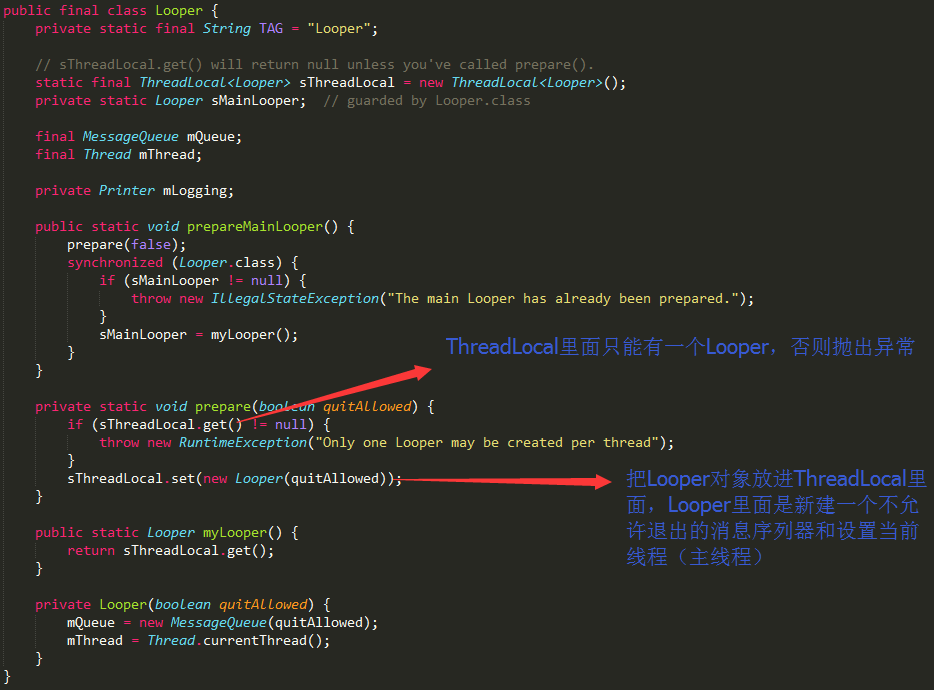 public final class Looper {
private static final String TAG = "Looper";
// sThreadLocal.get() will return null unless you've called prepare().
static final ThreadLocal<Looper> sThreadLocal = new ThreadLocal<Looper>();
private static Looper sMainLooper;  // guarded by Looper.class
final MessageQueue mQueue;
final Thread mThread;
private Printer mLogging;
public static void prepareMainLooper() {
prepare(false);
synchronized (Looper.class) {
if (sMainLooper != null) {
throw new IllegalStateException("The main Looper has already been prepared.");
}
sMainLooper = myLooper();
}
}
ThreadLocal里面只能有一个Looper，否则抛出异常
private static void prepare(boolean quitAllowed) {
if (sThreadLocal.get() != null) {
throw new RuntimeException("Only one Looper may be created per thread");
}
sThreadLocal.set(new Looper(quitAllowed));
}
把Looper对象放进ThreadLocal里
面，Looper里面是新建一个不允
许退出的消息序列器和设置当前
线程（主线程）
public static Looper myLooper() {
return sThreadLocal.get();
}
private Looper(boolean quitAllowed) {
mQueue = new MessageQueue(quitAllowed);
mThread = Thread.currentThread();
}
}